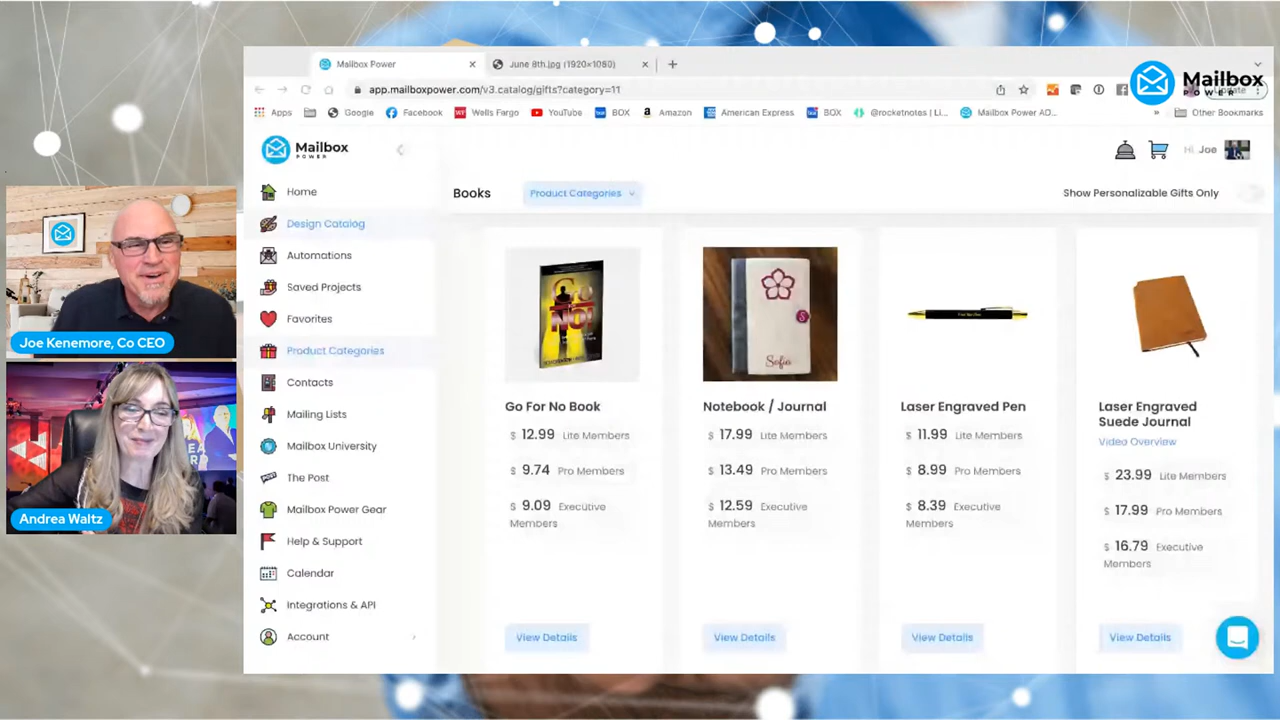 Mailbox Power
June 8th.jpg (1920×1080)
app.mailboxpower.com/v3.catalog/gifts?category=11
Apps
Google
Facebook
Wells Fargo
YouTube
BOX
Amazon
American Express
BOX
@rocketnotes | Li...
Mailbox Power AD...
»
Other Bookmarks
Mailbox
POWER
Mailbox
POWER
Hi, Joe
Home
Design Catalog
Automations
Saved Projects
Favorites
Product Categories
Contacts
Mailing Lists
Mailbox University
The Post
Mailbox Power Gear
Help & Support
Calendar
Integrations & API
Account
Books
Product Categories
Show Personalizable Gifts Only
Go for
NO!
Go For No Book
$ 12.99 Lite Members
$ 9.74 Pro Members
$ 9.09 Executive
Members
View Details
S
Sofia
Notebook / Journal
$ 17.99 Lite Members
$ 13.49 Pro Members
$ 12.59 Executive
Members
View Details
Laser Engraved Pen
$ 11.99 Lite Members
$ 8.99 Pro Members
$ 8.39 Executive
Members
View Details
Laser Engraved
Suede Journal
Video Overview
$ 23.99 Lite Members
$ 17.99 Pro Members
$ 16.79 Executive
Members
View Details
Joe Kenemore, Co CEO
Andrea Waltz